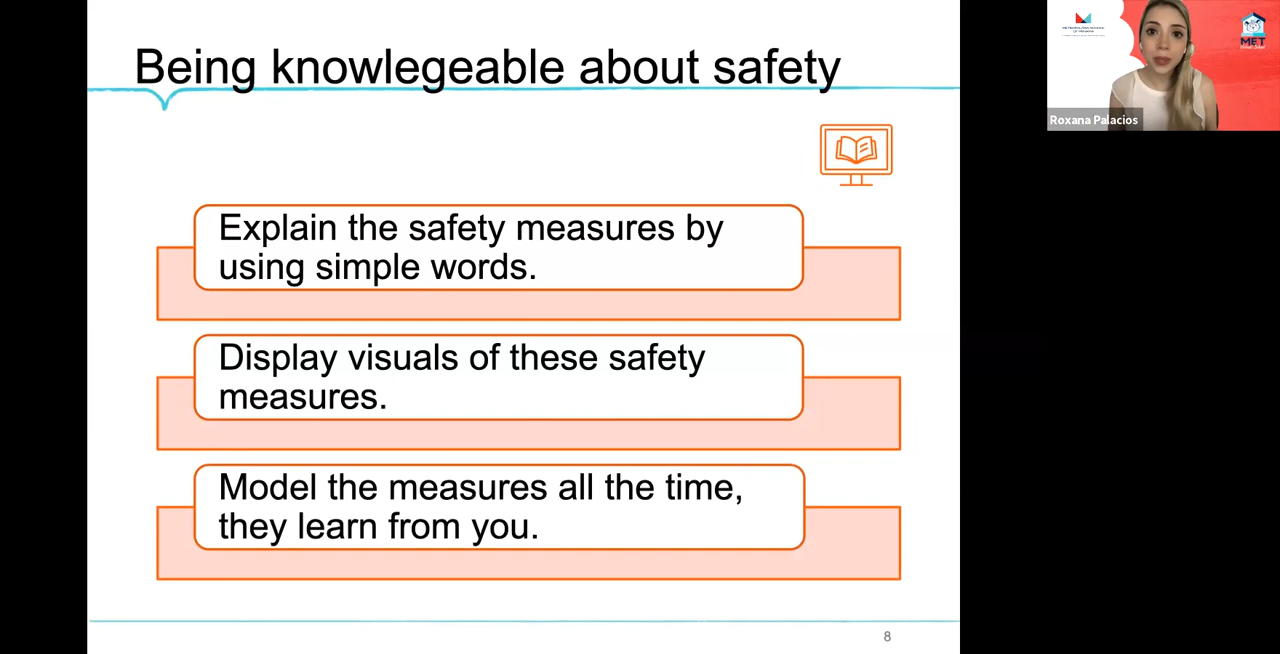 Being knowlegeable about safety
Explain the safety measures by
using simple words.
Display visuals of these safety
measures.
Model the measures all the time,
they learn from you.
8
Roxana Palacios
MET